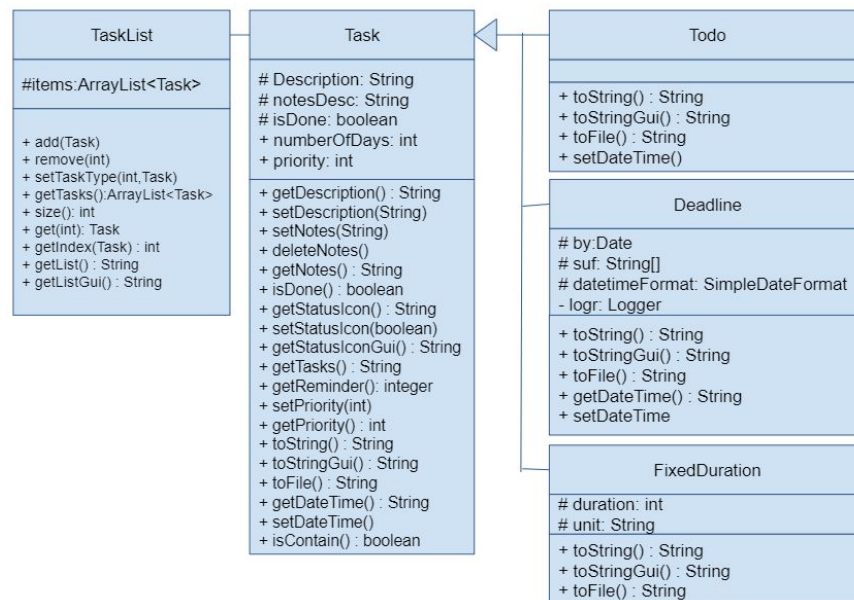 TaskList
#items:ArrayList<Task>
+ add(Task)
+ remove(int)
+ setTaskType(int,Task)
+ getTasks():ArrayList<Task>
+ size(): int
+ get(int): Task
+ getIndex(Task) : int
+ getList() : String
+ getListGui() : String
Task
# Description: String
# notesDesc: String
# isDone: boolean
+ numberOfDays: int
+ priority: int
+ getDescription() : String
+ setDescription(String)
+ setNotes(String)
+ deleteNotes()
+ getNotes() : String
+ isDone() : boolean
+ getStatusIcon() : String
+ setStatusIcon(boolean)
+ getStatusIconGui() : String
+ getTasks() : String
+ getReminder(): integer
+ setPriority(int)
+ getPriority() : int
+ toString() : String
+ toStringGui() : String
+ toFile() : String
+ getDateTime() : String
+ setDateTime()
+ isContain() : boolean
Todo
+ toString() : String
+ toStringGui() : String
+ toFile() : String
+ setDateTime()
Deadline
# by:Date
# suf: String[]
# datetimeFormat: SimpleDateFormat
- logr: Logger
+ toString() : String
+ toStringGui() : String
+ toFile() : String
+ getDateTime() : String
+ setDateTime
FixedDuration
# duration: int
# unit: String
+ toString() : String
+ toStringGui() : String
+ toFile() : String